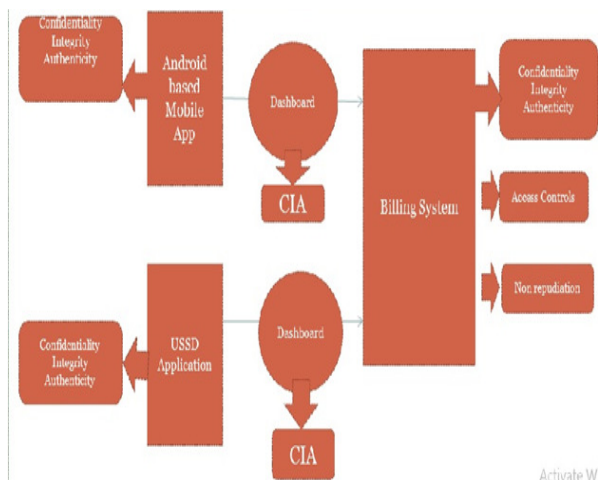 Confidentiality
Integrity
Authenticity
Android
based
Mobile
App
Dashboard
CIA
Billing System
Confidentiality
Integrity
Authenticity
Access Controls
Non repudiation
Confidentiality
Integrity
Authenticity
USSD
Application
Dashboard
CIA
Activate W